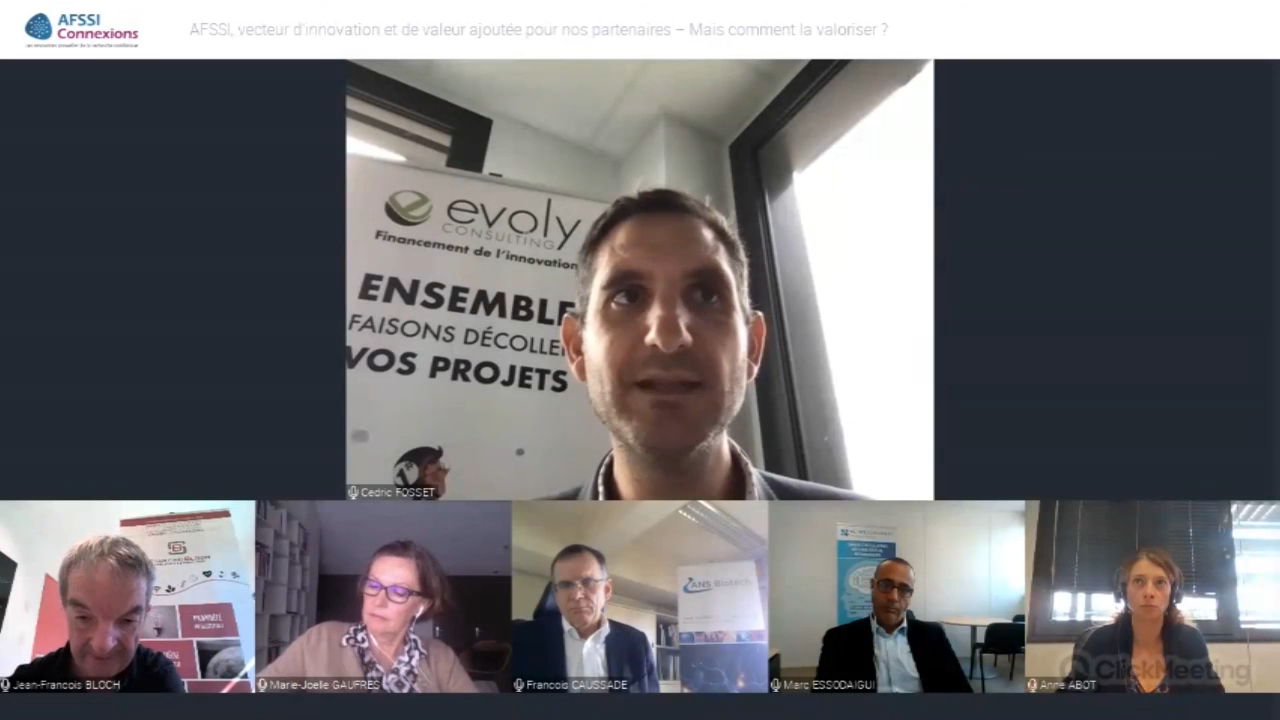 AFSSI
Connexions
AFSSI, vecteur d'innovation et de valeur ajoutée pour nos partenaires – Mais comment la valoriser ?
evoly
CONSULTING
Financement de l'innovation
ENSEMBLE
FAISONS DÉCOLLE
VOS PROJETS
Cedric FOSSET
ANS Biotech
Jean-Francois BLOCH
Marie-Joelle GAUFRES
Francois CAUSSADE
Marc ESSODAIGUI
Anne ABOT
ClickMeeting